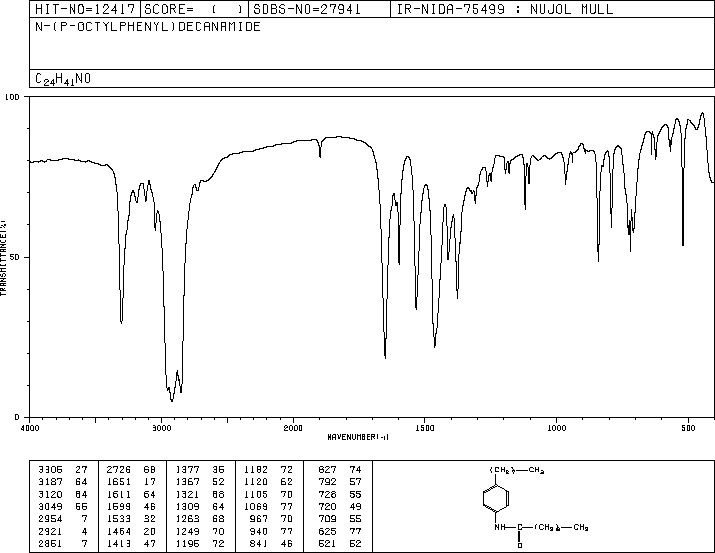 HIT-NO=12417 SCORE= ( ) SDBS-NO=27941 IR-NIDA-75499 : NUJOL MULL
N-(P-OCTYLPHENYL)DECANAMIDE
C24H41NO
100
50
0
TRANSMITTANCE(%)
4000 3000 2000 1500 1000 500
WAVENUMBER(-1)
3305 27 2726 68 1377 35 1182 72 827 74
3187 64 1651 17 1367 52 1120 62 792 57
3120 64 1611 64 1321 68 1105 70 726 55
3049 55 1599 46 1309 64 1069 77 720 49
2954 7 1533 32 1263 68 967 70 709 55
2921 4 1464 20 1249 70 940 77 625 77
2851 7 1413 47 1195 72 841 46 521 52
CH3
NH C CH3
O